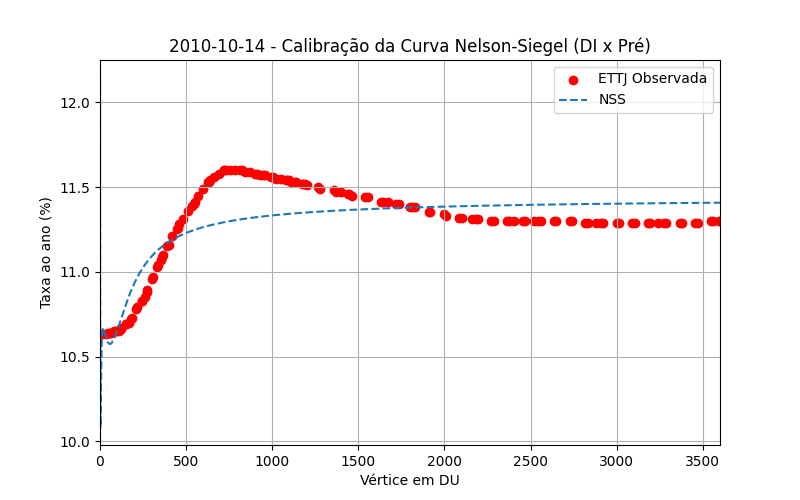 2010-10-14 - Calibração da Curva Nelson-Siegel (DI x Pré)
ETTJ Observada
NSS
Taxa ao ano (%)
12.0
11.5
11.0
10.5
10.0
0 500 1000 1500 2000 2500 3000 3500
Vértice em DU